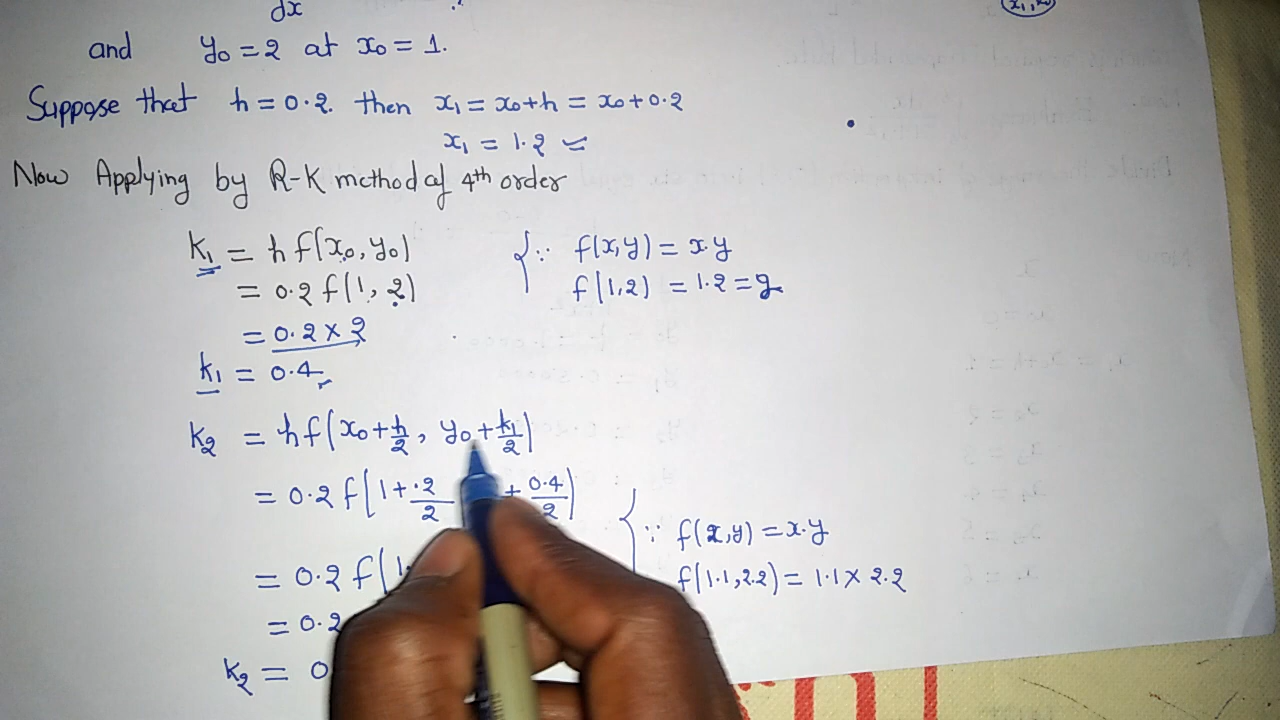 dx
and y₀ = 2 at x₀ = 1.
Suppose that h = 0.2. then x₁ = x₀+h = x₀+0.2
x₁ = 1.2
Now Applying by R-K method of 4th order
k₁ = h f(x₀, y₀) { ∵ f(x,y) = x.y
= 0.2 f(1, 2) f(1,2) = 1.2 = 2
= 0.2 × 2
k₁ = 0.4
k₂ = h f(x₀+h/2, y₀+k₁/2)
= 0.2 f(1+.2/2 + 0.4/2)
{ ∵ f(x,y) = x.y
= 0.2 f(1. f(1.1,2.2) = 1.1 × 2.2
= 0.2
k₂ = 0